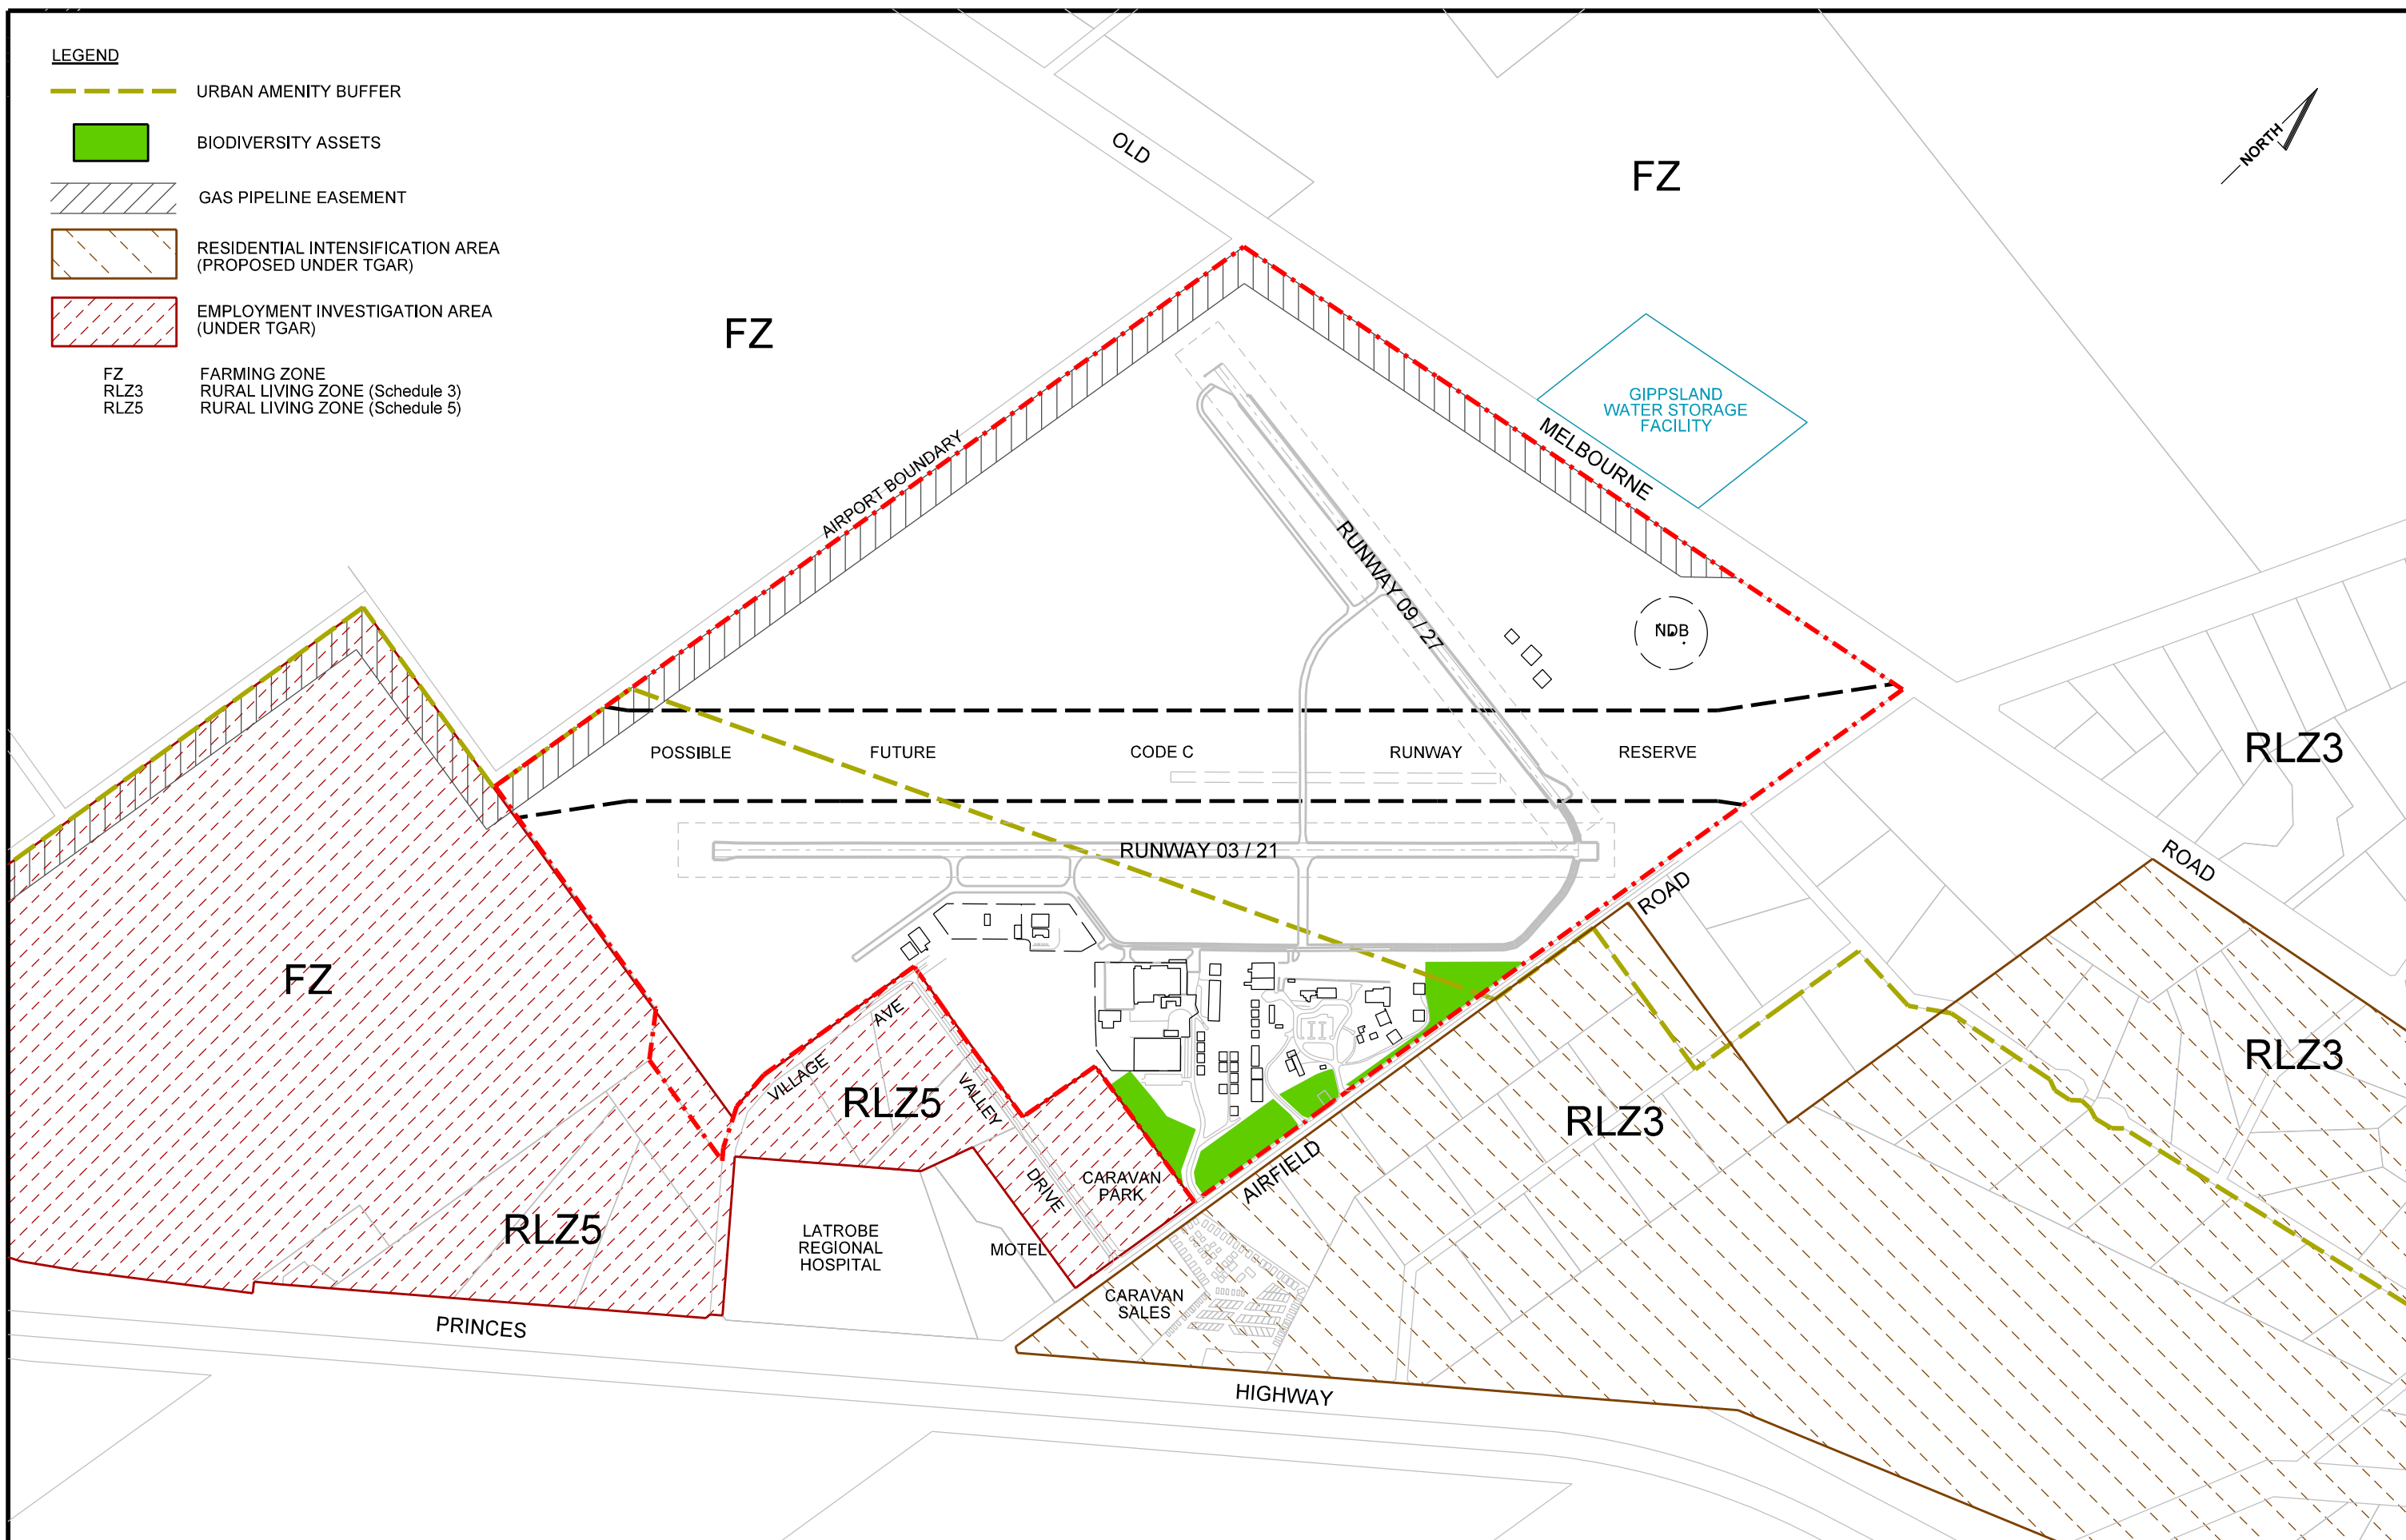 LEGEND
URBAN AMENITY BUFFER
BIODIVERSITY ASSETS
GAS PIPELINE EASEMENT
RESIDENTIAL INTENSIFICATION AREA
(PROPOSED UNDER TGAR)
EMPLOYMENT INVESTIGATION AREA
(UNDER TGAR)
FZ FARMING ZONE
RLZ3 RURAL LIVING ZONE (Schedule 3)
RLZ5 RURAL LIVING ZONE (Schedule 5)
NORTH
OLD
FZ
FZ
GIPPSLAND
WATER STORAGE
FACILITY
MELBOURNE
AIRPORT BOUNDARY
RUNWAY 09 / 27
NDB
POSSIBLE FUTURE CODE C RUNWAY RESERVE
RLZ3
RUNWAY 03 / 21
ROAD
ROAD
FZ
AVE
VILLAGE
RLZ5
VALLEY
RLZ3
RLZ3
DRIVE
CARAVAN
PARK
AIRFIELD
RLZ5
LATROBE
REGIONAL
HOSPITAL
MOTEL
CARAVAN
SALES
PRINCES
HIGHWAY